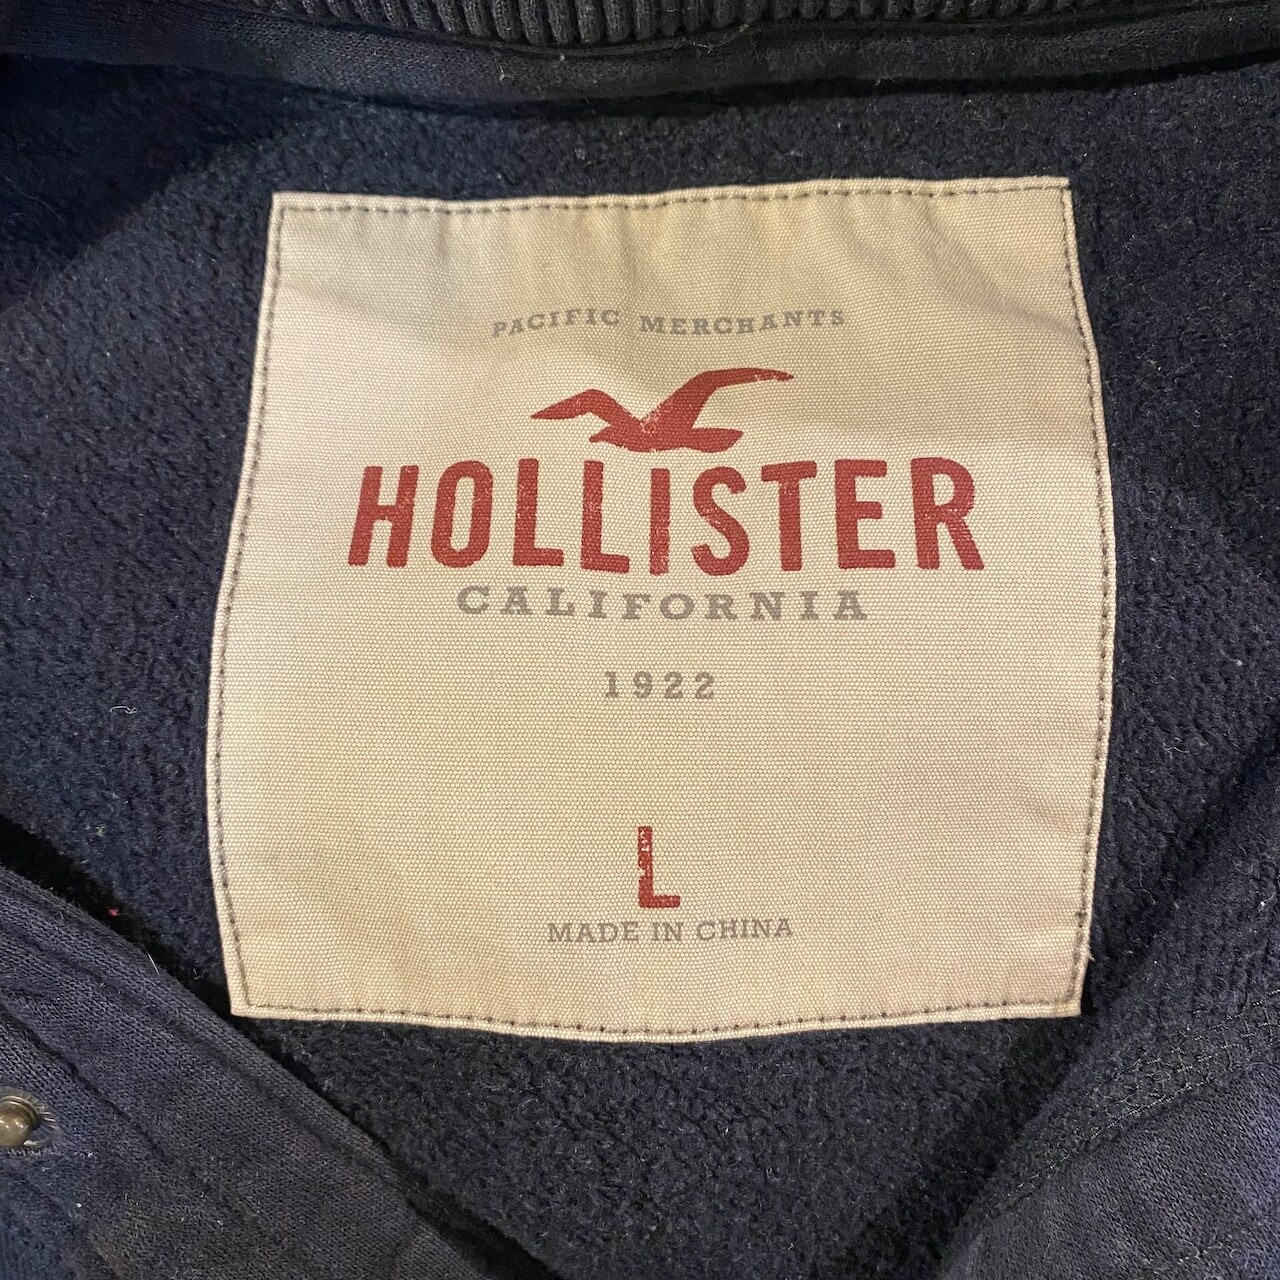 PACIFIC MERCHANTS
HOLLISTER
CALIFORNIA
1922
L
MADE IN CHINA